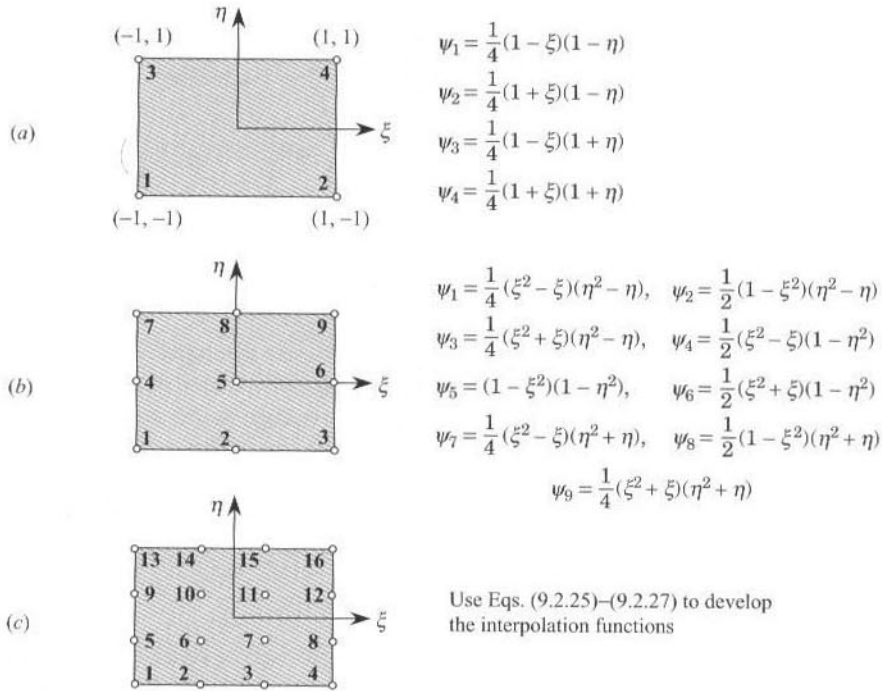 η
(−1, 1) (1, 1)
3 4
(a)
ξ
1 2
(−1, −1) (1, −1)
ψ₁ = 1/4 (1 − ξ)(1 − η)
ψ₂ = 1/4 (1 + ξ)(1 − η)
ψ₃ = 1/4 (1 − ξ)(1 + η)
ψ₄ = 1/4 (1 + ξ)(1 + η)
η
7 8 9
(b)
4 5 6
ξ
1 2 3
ψ₁ = 1/4 (ξ² − ξ)(η² − η), ψ₂ = 1/2 (1 − ξ²)(η² − η)
ψ₃ = 1/4 (ξ² + ξ)(η² − η), ψ₄ = 1/2 (ξ² − ξ)(1 − η²)
ψ₅ = (1 − ξ²)(1 − η²), ψ₆ = 1/2 (ξ² + ξ)(1 − η²)
ψ₇ = 1/4 (ξ² − ξ)(η² + η), ψ₈ = 1/2 (1 − ξ²)(η² + η)
ψ₉ = 1/4 (ξ² + ξ)(η² + η)
η
13 14 15 16
9 10 11 12
(c)
ξ
5 6 7 8
1 2 3 4
Use Eqs. (9.2.25)–(9.2.27) to develop
the interpolation functions